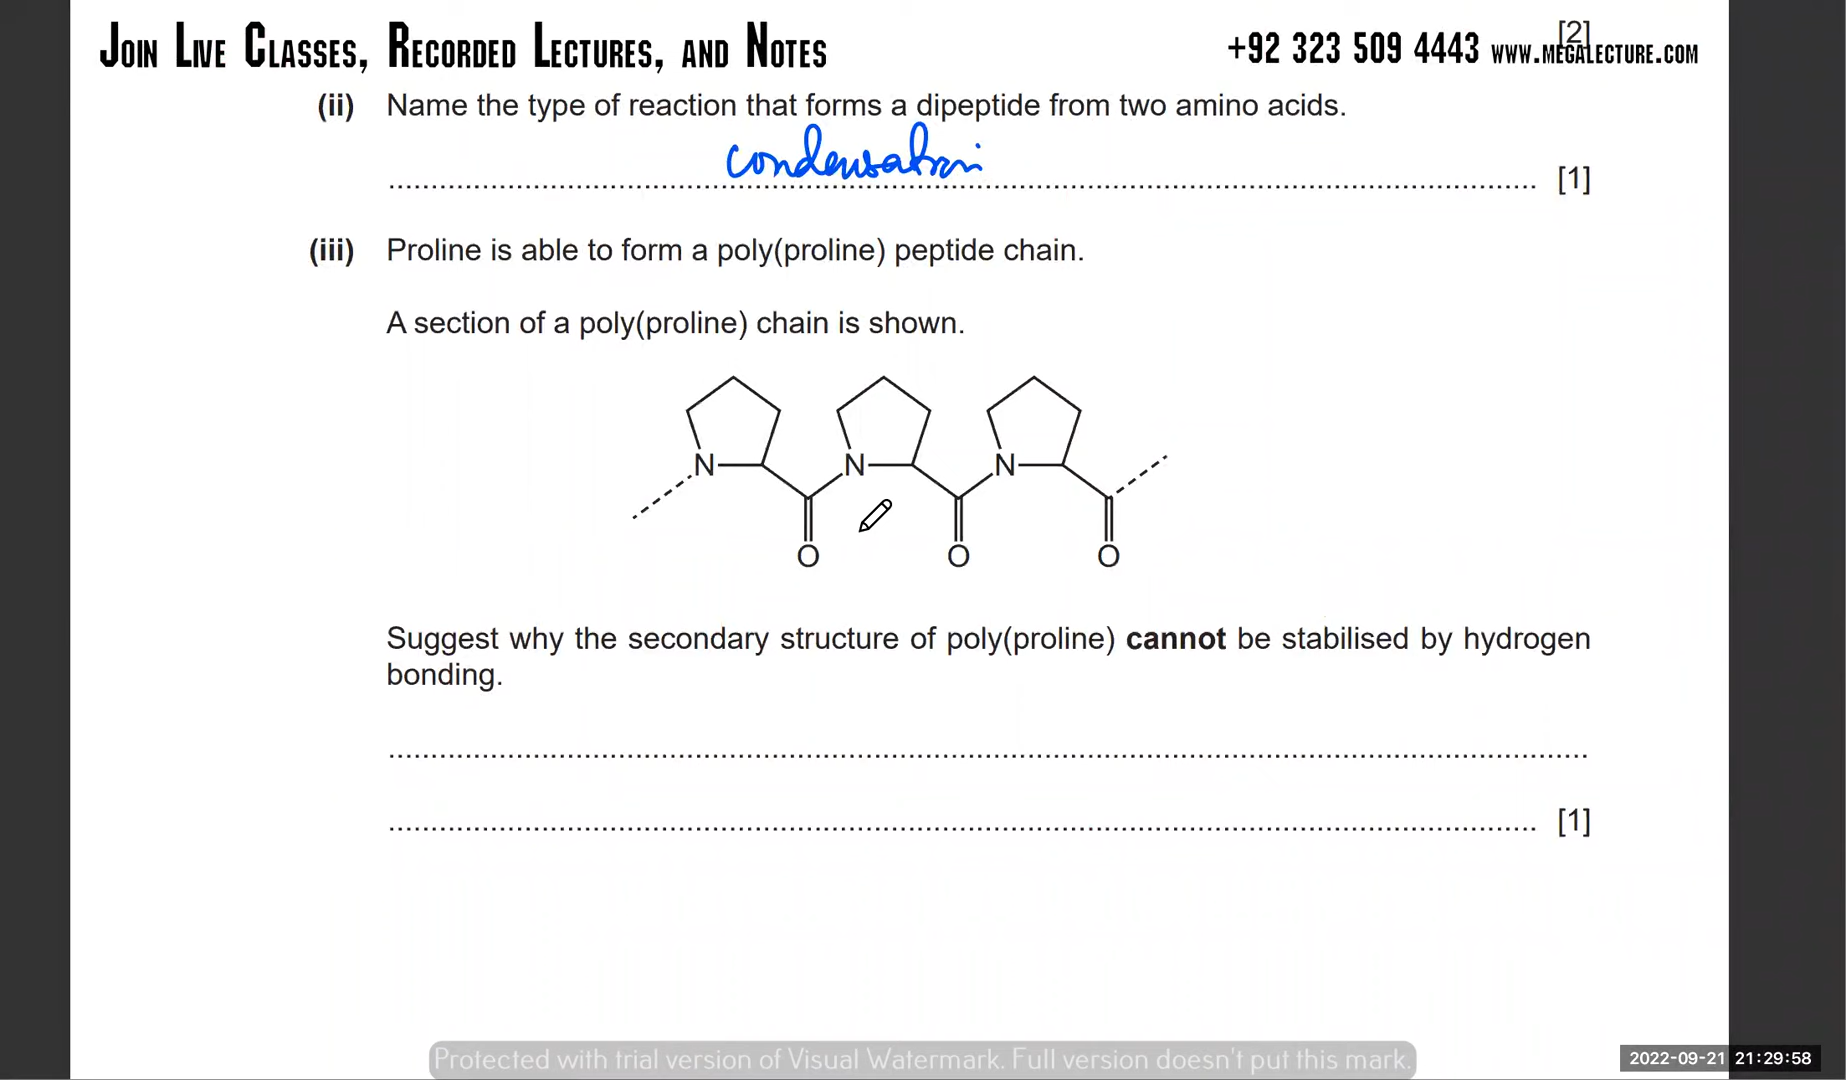 JOIN LIVE CLASSES, RECORDED LECTURES, AND NOTES
+92 323 509 4443 WWW.MEGALECTURE.COM
[2]
(ii) Name the type of reaction that forms a dipeptide from two amino acids.
condensation
.................... [1]
(iii) Proline is able to form a poly(proline) peptide chain.
A section of a poly(proline) chain is shown.
N N N
O O O
Suggest why the secondary structure of poly(proline) cannot be stabilised by hydrogen
bonding.
....................
.................... [1]
Protected with trial version of Visual Watermark. Full version doesn't put this mark.
2022-09-21 21:29:58